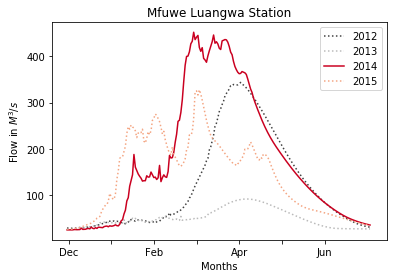 Mfuwe Luangwa Station
2012
2013
2014
2015
400
300
200
100
Flow in M³/s
Dec
Feb
Apr
Jun
Months